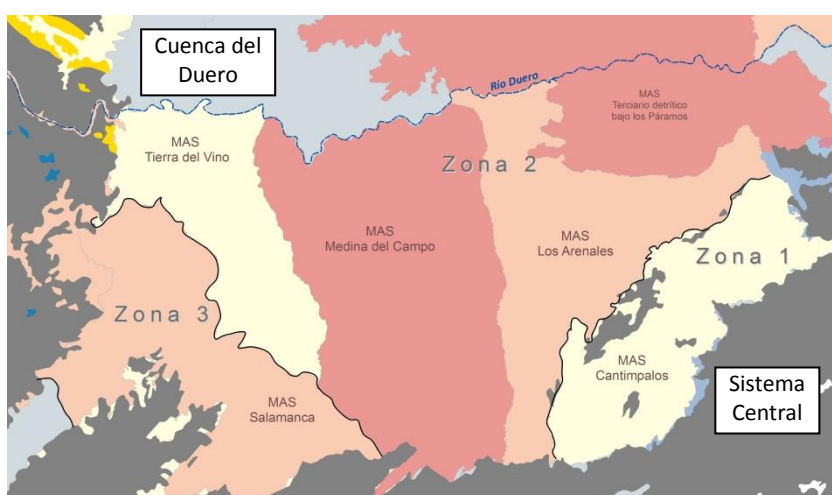 Cuenca del
Duero
Río Duero
MAS
Terciario detrítico
bajo los Páramos
MAS
Tierra del Vino
Zona 2
MAS
Medina del Campo
MAS
Los Arenales
Zona 1
Zona 3
MAS
Cantimpalos
MAS
Salamanca
Sistema
Central